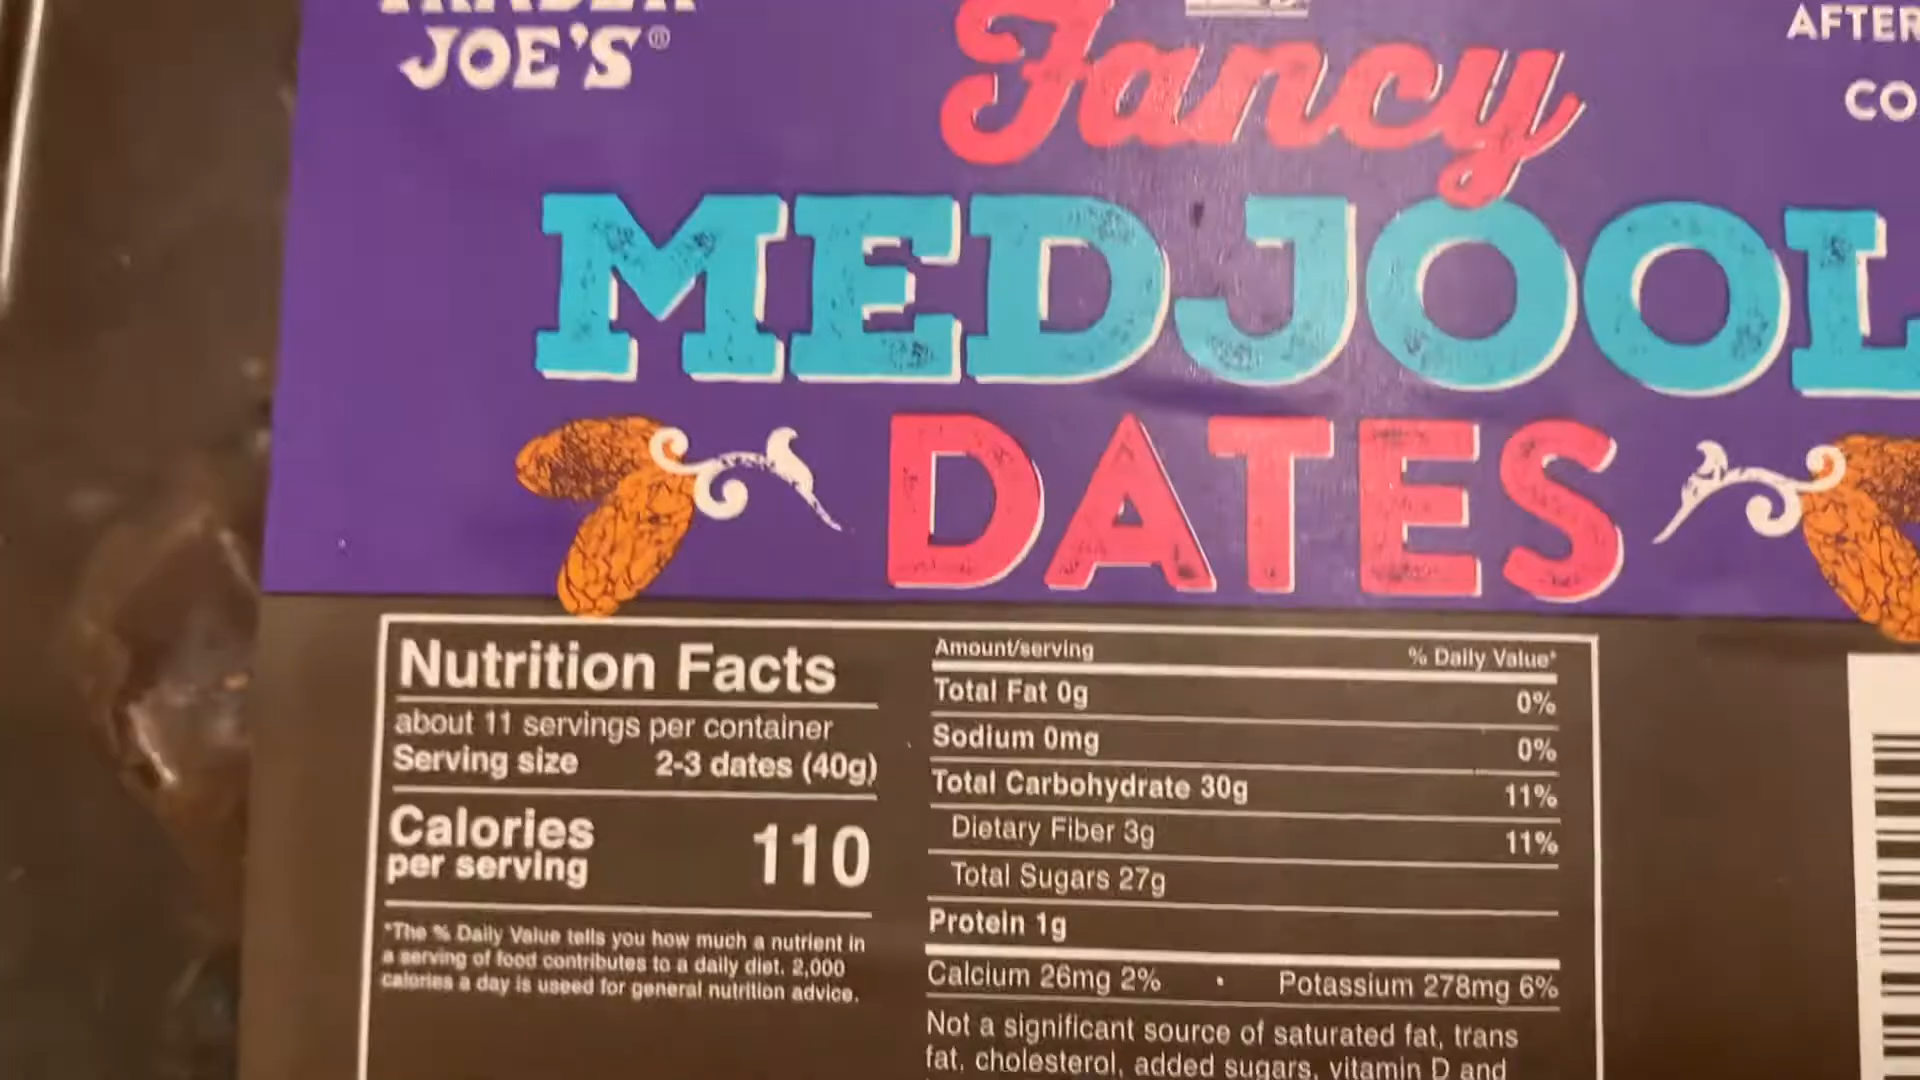 TRADER
JOE'S®
Fancy
MEDJOOL
DATES
AFTER
CO
Nutrition Facts
about 11 servings per container
Serving size 2-3 dates (40g)
Calories
per serving 110
*The % Daily Value tells you how much a nutrient in
a serving of food contributes to a daily diet. 2,000
calories a day is useed for general nutrition advice.
Amount/serving % Daily Value*
Total Fat 0g 0%
Sodium 0mg 0%
Total Carbohydrate 30g 11%
Dietary Fiber 3g 11%
Total Sugars 27g
Protein 1g
Calcium 26mg 2% • Potassium 278mg 6%
Not a significant source of saturated fat, trans
fat, cholesterol, added sugars, vitamin D and